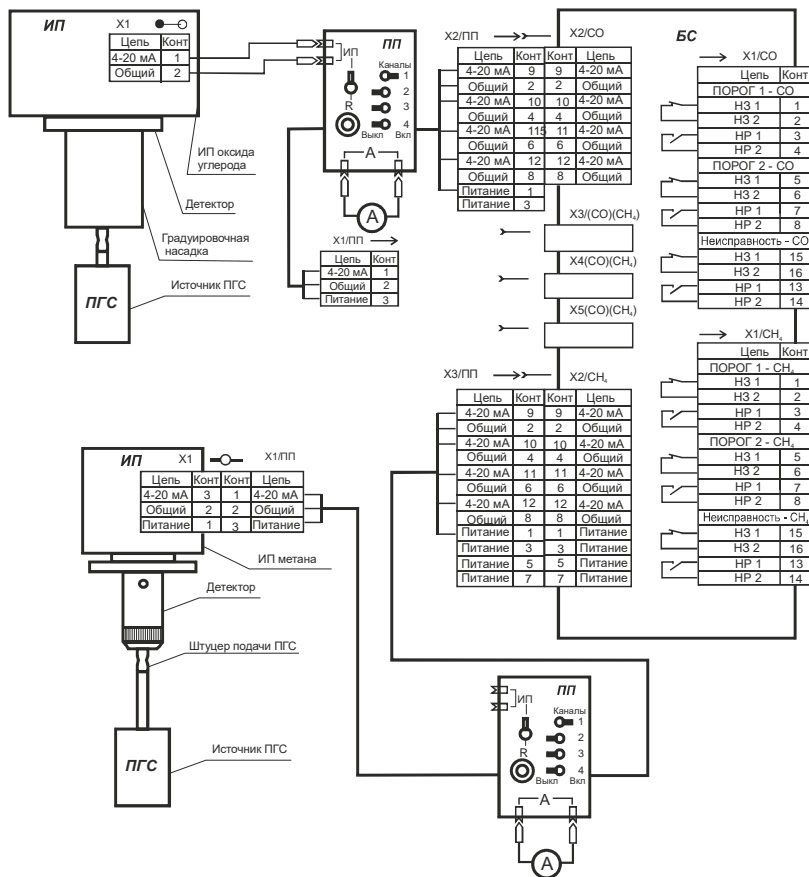 ИП
X1
Цепь Конт
4-20 мА 1
Общий 2
ИП оксида
углерода
Детектор
Градуировочная
насадка
Источник ПГС
ПГС
ПП
ИП
Каналы
1
2
3
4
R
Выкл Вкл
A
A
X1/ПП
Цепь Конт
4-20 мА 1
Общий 2
Питание 3
X2/ПП X2/CO
Цепь Конт Конт Цепь
4-20 мА 9 9 4-20 мА
Общий 2 2 Общий
4-20 мА 10 10 4-20 мА
Общий 4 4 Общий
4-20 мА 115 11 4-20 мА
Общий 6 6 Общий
4-20 мА 12 12 4-20 мА
Общий 8 8 Общий
Питание 1
Питание 3
X3/(CO)(CH₄)
X4(CO)(CH₄)
X5(CO)(CH₄)
БС
X1/CO
Цепь Конт
ПОРОГ 1 - CO
НЗ 1 1
НЗ 2 2
НР 1 3
НР 2 4
ПОРОГ 2 - CO
НЗ 1 5
НЗ 2 6
НР 1 7
НР 2 8
Неисправность - CO
НЗ 1 15
НЗ 2 16
НР 1 13
НР 2 14
X1/CH₄
Цепь Конт
ПОРОГ 1 - CH₄
НЗ 1 1
НЗ 2 2
НР 1 3
НР 2 4
ПОРОГ 2 - CH₄
НЗ 1 5
НЗ 2 6
НР 1 7
НР 2 8
Неисправность - CH₄
НЗ 1 15
НЗ 2 16
НР 1 13
НР 2 14
X3/ПП X2/CH₄
Цепь Конт Конт Цепь
4-20 мА 9 9 4-20 мА
Общий 2 2 Общий
4-20 мА 10 10 4-20 мА
Общий 4 4 Общий
4-20 мА 11 11 4-20 мА
Общий 6 6 Общий
4-20 мА 12 12 4-20 мА
Общий 8 8 Общий
Питание 1 1 Питание
Питание 3 3 Питание
Питание 5 5 Питание
Питание 7 7 Питание
ИП
X1 X1/ПП
Цепь Конт Конт Цепь
4-20 мА 3 1 4-20 мА
Общий 2 2 Общий
Питание 1 3 Питание
ИП метана
Детектор
Штуцер подачи ПГС
Источник ПГС
ПГС
ПП
ИП
Каналы
1
2
3
4
R
Выкл Вкл
A
A